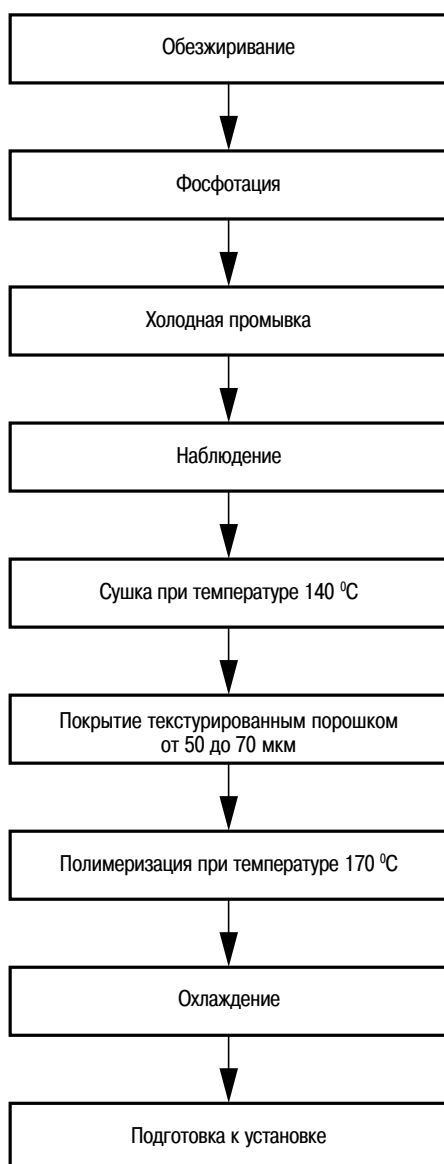 Обезжиривание
Фосфотация
Холодная промывка
Наблюдение
Сушка при температуре 140 ⁰С
Покрытие текстурированным порошком
от 50 до 70 мкм
Полимеризация при температуре 170 ⁰С
Охлаждение
Подготовка к установке